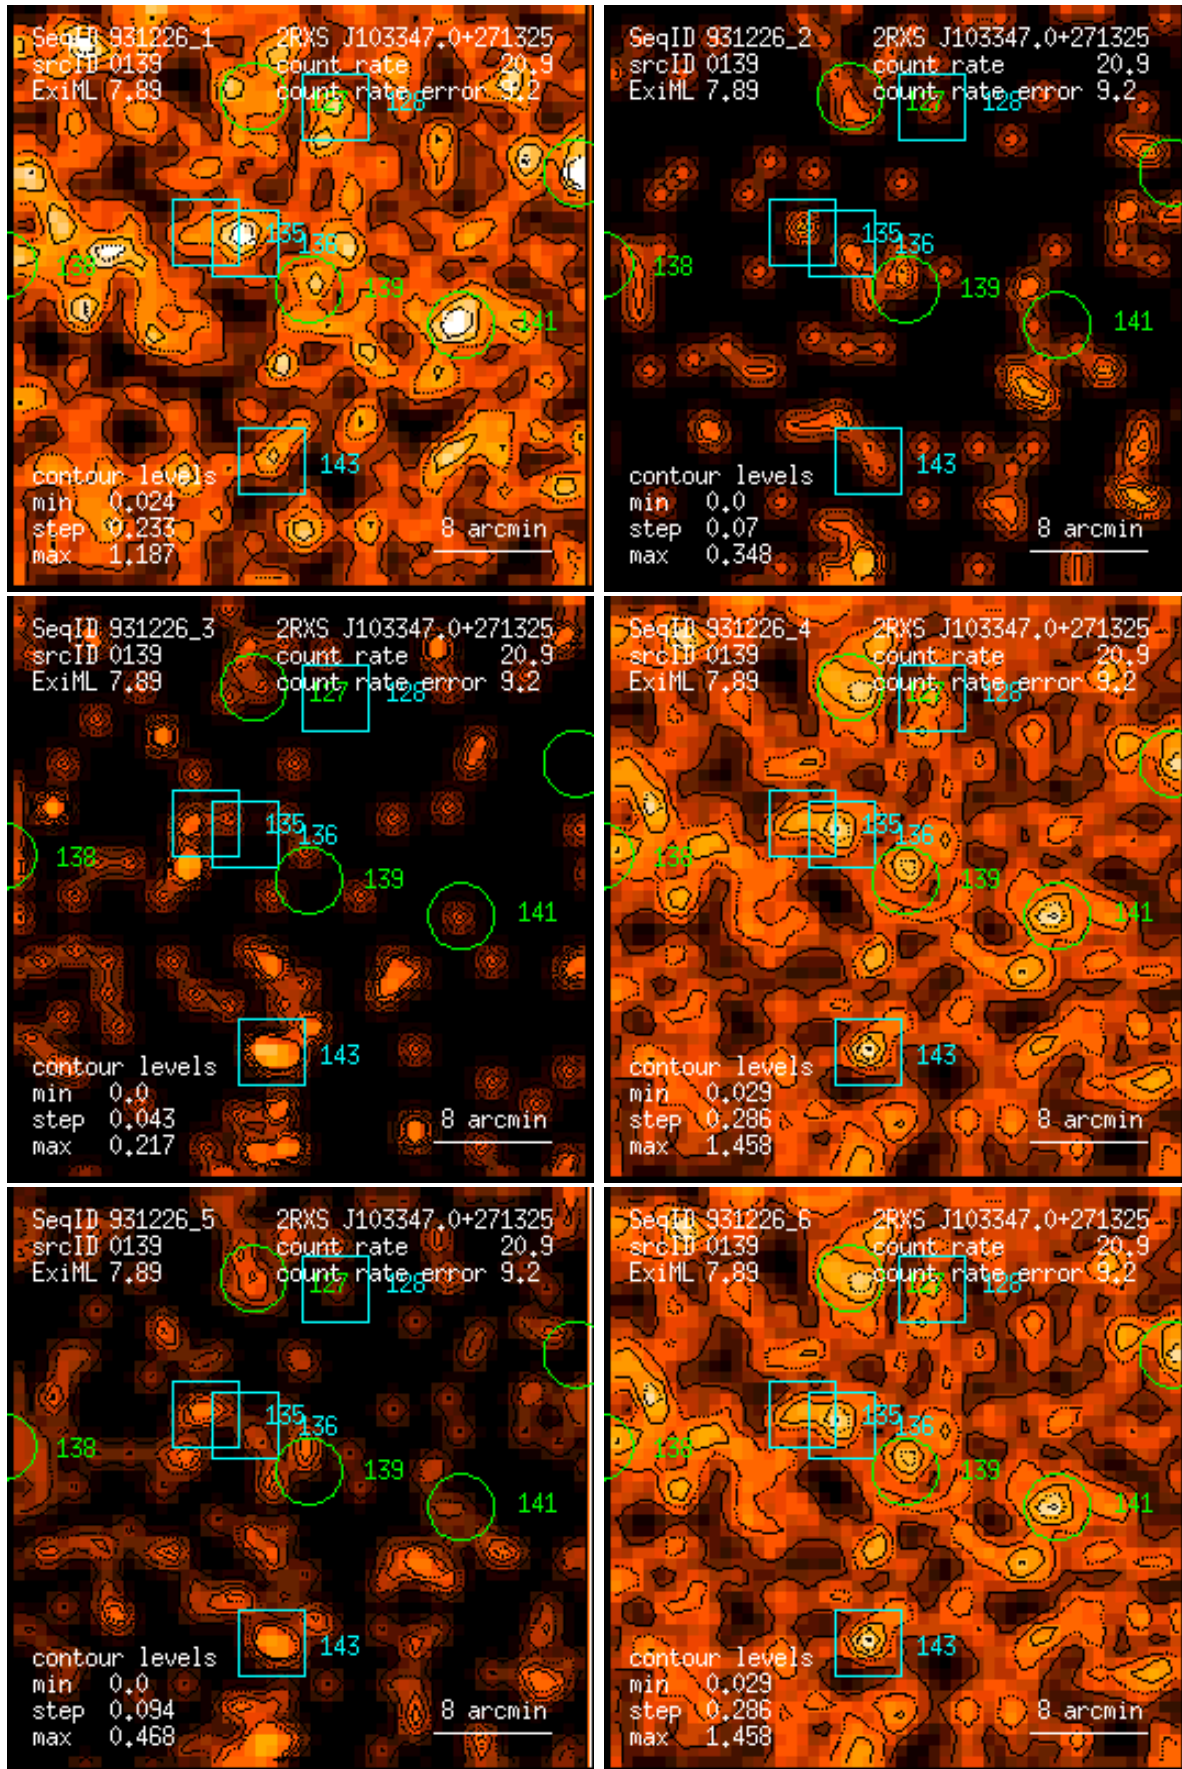 SeqID 931226_1 2RXS J103347.0+271325
srcID 0139 count rate 20.9
ExiML 7.89 count rate error 9.2
127 128
135 136
138 139
141
143
contour levels
min 0.024
step 0.233
max 1.187
8 arcmin
SeqID 931226_2 2RXS J103347.0+271325
srcID 0139 count rate 20.9
ExiML 7.89 count rate error 9.2
127 128
135 136
138 139
141
143
contour levels
min 0.0
step 0.07
max 0.348
8 arcmin
SeqID 931226_3 2RXS J103347.0+271325
srcID 0139 count rate 20.9
ExiML 7.89 count rate error 9.2
127 128
135 136
138 139
141
143
contour levels
min 0.0
step 0.043
max 0.217
8 arcmin
SeqID 931226_4 2RXS J103347.0+271325
srcID 0139 count rate 20.9
ExiML 7.89 count rate error 9.2
127 128
135 136
138 139
141
143
contour levels
min 0.029
step 0.286
max 1.458
8 arcmin
SeqID 931226_5 2RXS J103347.0+271325
srcID 0139 count rate 20.9
ExiML 7.89 count rate error 9.2
127 128
135 136
138 139
141
143
contour levels
min 0.0
step 0.094
max 0.468
8 arcmin
SeqID 931226_6 2RXS J103347.0+271325
srcID 0139 count rate 20.9
ExiML 7.89 count rate error 9.2
127 128
135 136
138 139
141
143
contour levels
min 0.029
step 0.286
max 1.458
8 arcmin